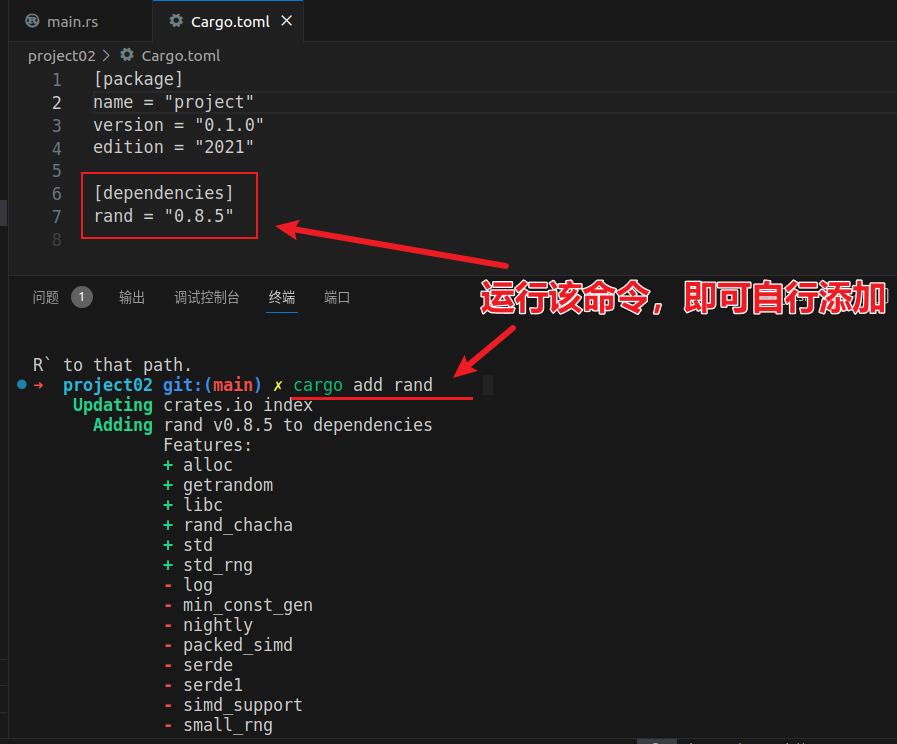 main.rs
Cargo.toml
project02 > Cargo.toml
1 [package]
2 name = "project"
3 version = "0.1.0"
4 edition = "2021"
5
6 [dependencies]
7 rand = "0.8.5"
8
运行该命令，即可自行添加
问题 1 输出 调试控制台 终端 端口
R` to that path.
➜ project02 git:(main) ✗ cargo add rand
Updating crates.io index
Adding rand v0.8.5 to dependencies
Features:
+ alloc
+ getrandom
+ libc
+ rand_chacha
+ std
+ std_rng
- log
- min_const_gen
- nightly
- packed_simd
- serde
- serde1
- simd_support
- small_rng